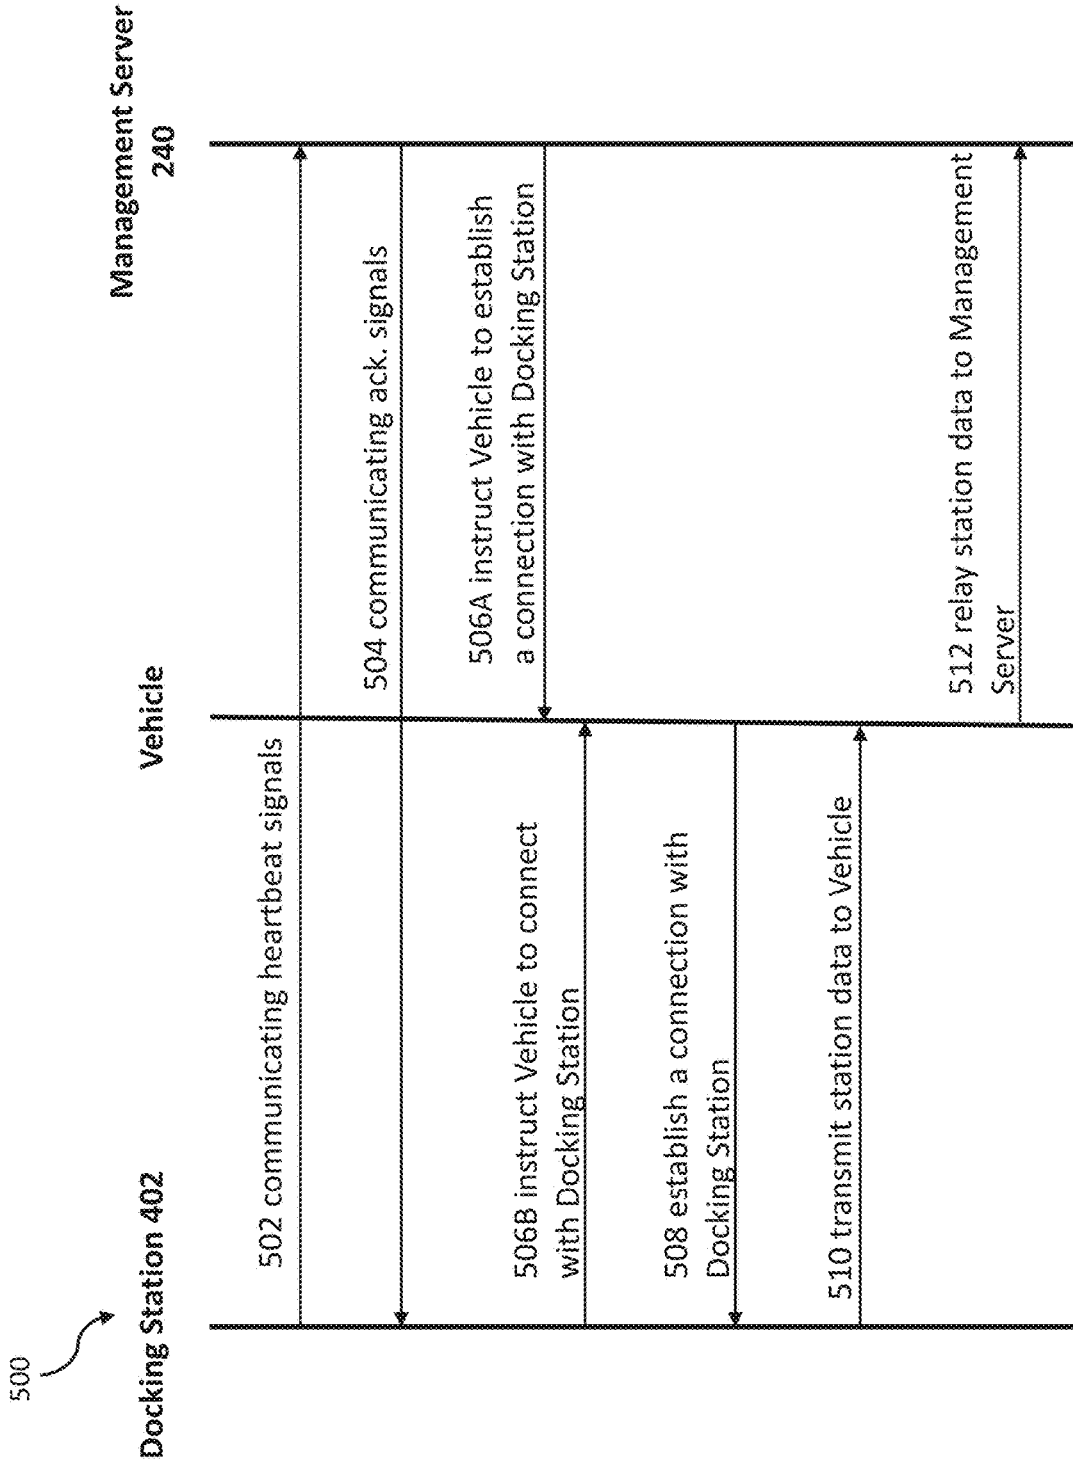 500
Docking Station 402
Vehicle
Management Server
240
502 communicating heartbeat signals
504 communicating ack. signals
506A instruct Vehicle to establish
a connection with Docking Station
506B instruct Vehicle to connect
with Docking Station
508 establish a connection with
Docking Station
510 transmit station data to Vehicle
512 relay station data to Management
Server